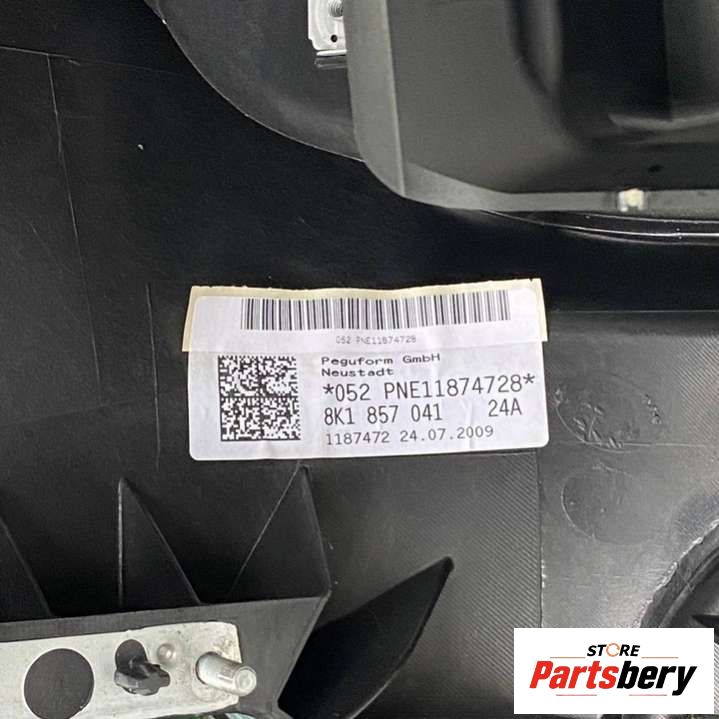 052 PNE11874728
Peguform GmbH
Neustadt
*052 PNE11874728*
8K1 857 041 24A
1187472 24.07.2009
STORE
Partsbery